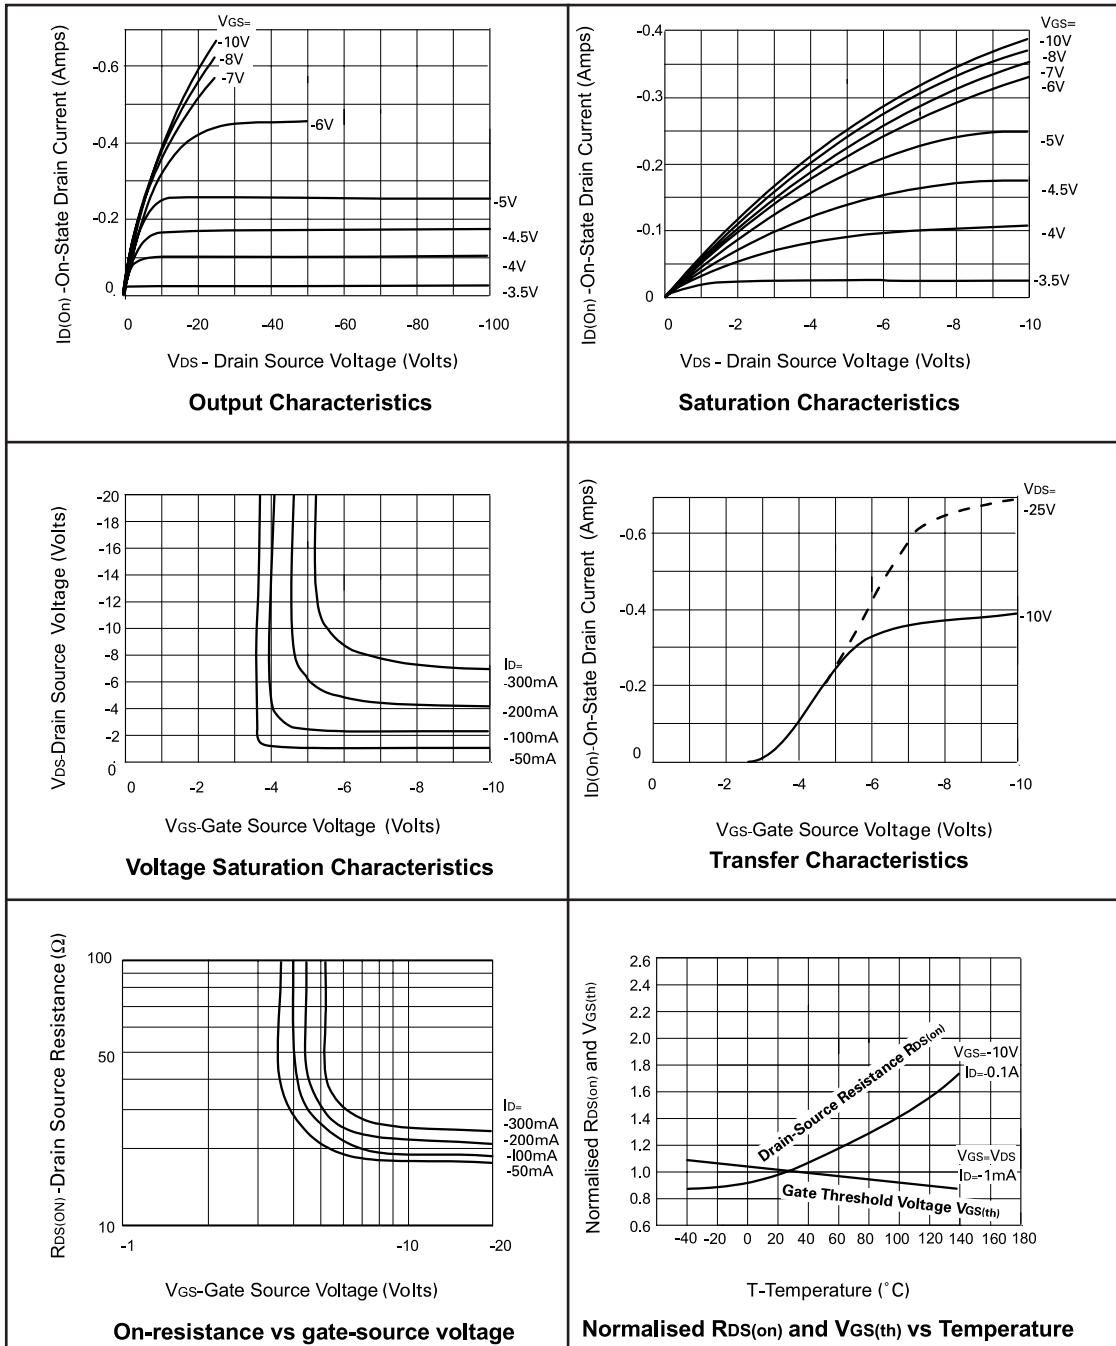 VGS=
-10V
-8V
-7V
-6V
-5V
-4.5V
-4V
-3.5V
-0.6
-0.4
-0.2
0
0 -20 -40 -60 -80 -100
ID(On) -On-State Drain Current (Amps)
VDS - Drain Source Voltage (Volts)
Output Characteristics
VGS=
-10V
-8V
-7V
-6V
-5V
-4.5V
-4V
-3.5V
-0.4
-0.3
-0.2
-0.1
0
0 -2 -4 -6 -8 -10
ID(On) -On-State Drain Current (Amps)
VDS - Drain Source Voltage (Volts)
Saturation Characteristics
-20
-18
-16
-14
-12
-10
-8
-6
-4
-2
0
0 -2 -4 -6 -8 -10
ID=
-300mA
-200mA
-100mA
-50mA
VDS-Drain Source Voltage (Volts)
VGS-Gate Source Voltage (Volts)
Voltage Saturation Characteristics
VDS=
-25V
-10V
-0.6
-0.4
-0.2
0
0 -2 -4 -6 -8 -10
ID(On)-On-State Drain Current (Amps)
VGS-Gate Source Voltage (Volts)
Transfer Characteristics
100
50
10
-1 -10 -20
ID=
-300mA
-200mA
-100mA
-50mA
RDS(ON) -Drain Source Resistance (Ω)
VGS-Gate Source Voltage (Volts)
On-resistance vs gate-source voltage
2.6
2.4
2.2
2.0
1.8
1.6
1.4
1.2
1.0
0.8
0.6
-40 -20 0 20 40 60 80 100 120 140 160 180
Drain-Source Resistance RDS(on)
VGS=-10V
ID=-0.1A
VGS=VDS
ID=-1mA
Gate Threshold Voltage VGS(th)
Normalised RDS(on) and VGS(th)
T-Temperature (°C)
Normalised RDS(on) and VGS(th) vs Temperature